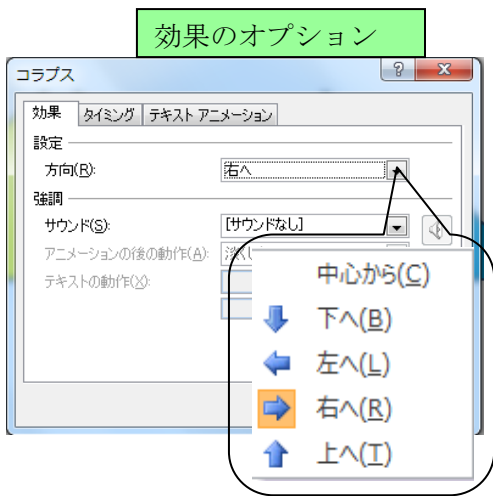 効果のオプション
コラプス
効果 タイミング テキスト アニメーション
設定
方向(R):
右へ
強調
サウンド(S):
[サウンドなし]
アニメーションの後の動作(A):
テキストの動作(X):
中心から(C)
下へ(B)
左へ(L)
右へ(R)
上へ(T)